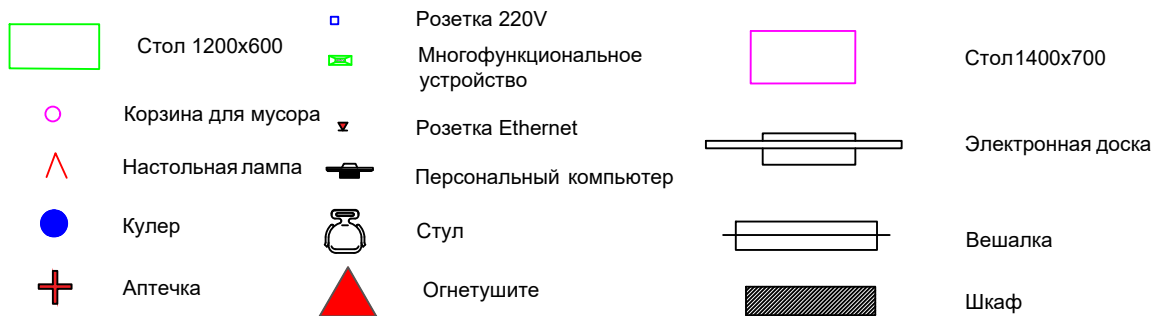 Стол 1200x600
Корзина для мусора
Настольная лампа
Кулер
Аптечка
Розетка 220V
Многофункциональное
устройство
Розетка Ethernet
Персональный компьютер
Стул
Огнетушите
Стол1400x700
Электронная доска
Вешалка
Шкаф